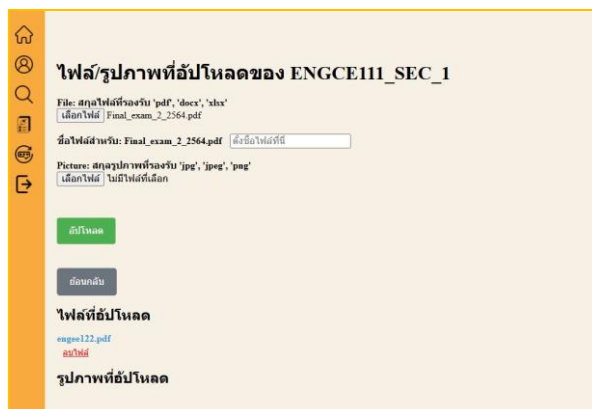 ไฟล์/รูปภาพที่อัปโหลดของ ENGCE111_SEC_1
File: สกุลไฟล์ที่รองรับ 'pdf', 'docx', 'xlsx'
เลือกไฟล์ Final_exam_2_2564.pdf
ชื่อไฟล์สำหรับ: Final_exam_2_2564.pdf ตั้งชื่อไฟล์ที่นี่
Picture: สกุลรูปภาพที่รองรับ 'jpg', 'jpeg', 'png'
เลือกไฟล์ ไม่มีไฟล์ที่เลือก
อัปโหลด
ย้อนกลับ
ไฟล์ที่อัปโหลด
engee122.pdf
ลบไฟล์
รูปภาพที่อัปโหลด